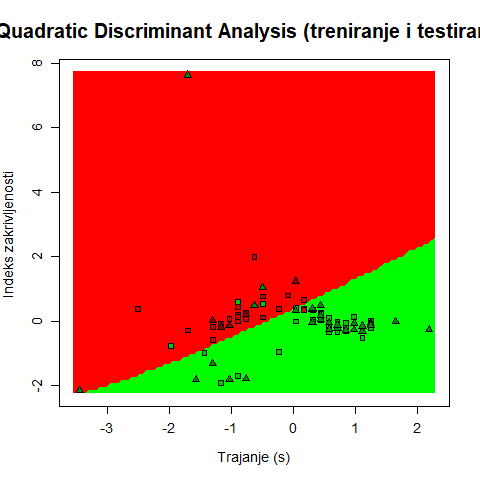 Quadratic Discriminant Analysis (treniranje i testiran
Indeks zakrivljenosti
8
6
4
2
0
-2
-3 -2 -1 0 1 2
Trajanje (s)